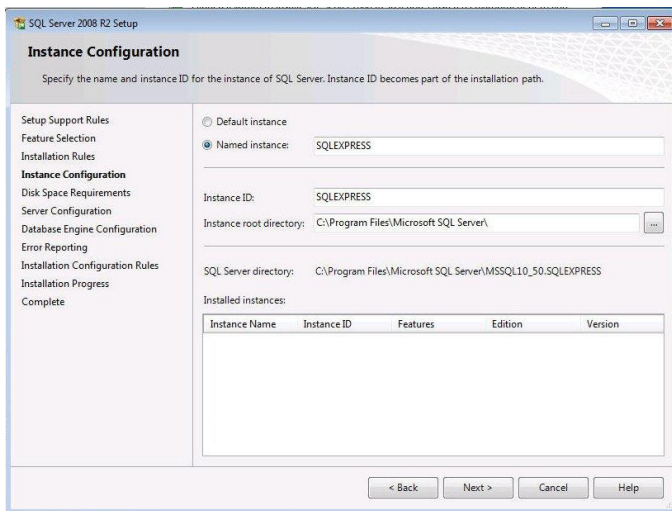 SQL Server 2008 R2 Setup
Instance Configuration
Specify the name and instance ID for the instance of SQL Server. Instance ID becomes part of the installation path.
Setup Support Rules
Feature Selection
Installation Rules
Instance Configuration
Disk Space Requirements
Server Configuration
Database Engine Configuration
Error Reporting
Installation Configuration Rules
Installation Progress
Complete
Default instance
Named instance: SQLEXPRESS
Instance ID: SQLEXPRESS
Instance root directory: C:\Program Files\Microsoft SQL Server\ ...
SQL Server directory: C:\Program Files\Microsoft SQL Server\MSSQL10_50.SQLEXPRESS
Installed instances:
Instance Name Instance ID Features Edition Version
< Back Next > Cancel Help